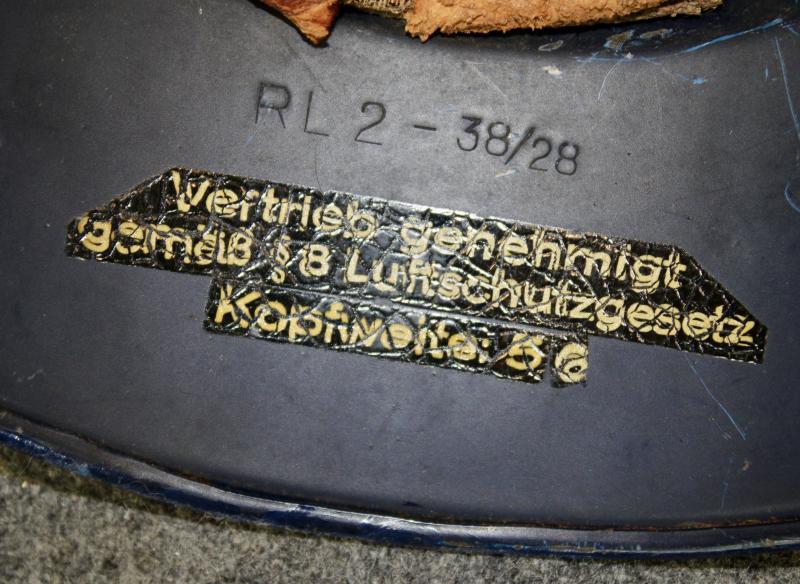 RL 2 - 38/28
Vertrieb genehmigt
gemäß § 8 Luftschutzgesetz
Kopfweite: 56